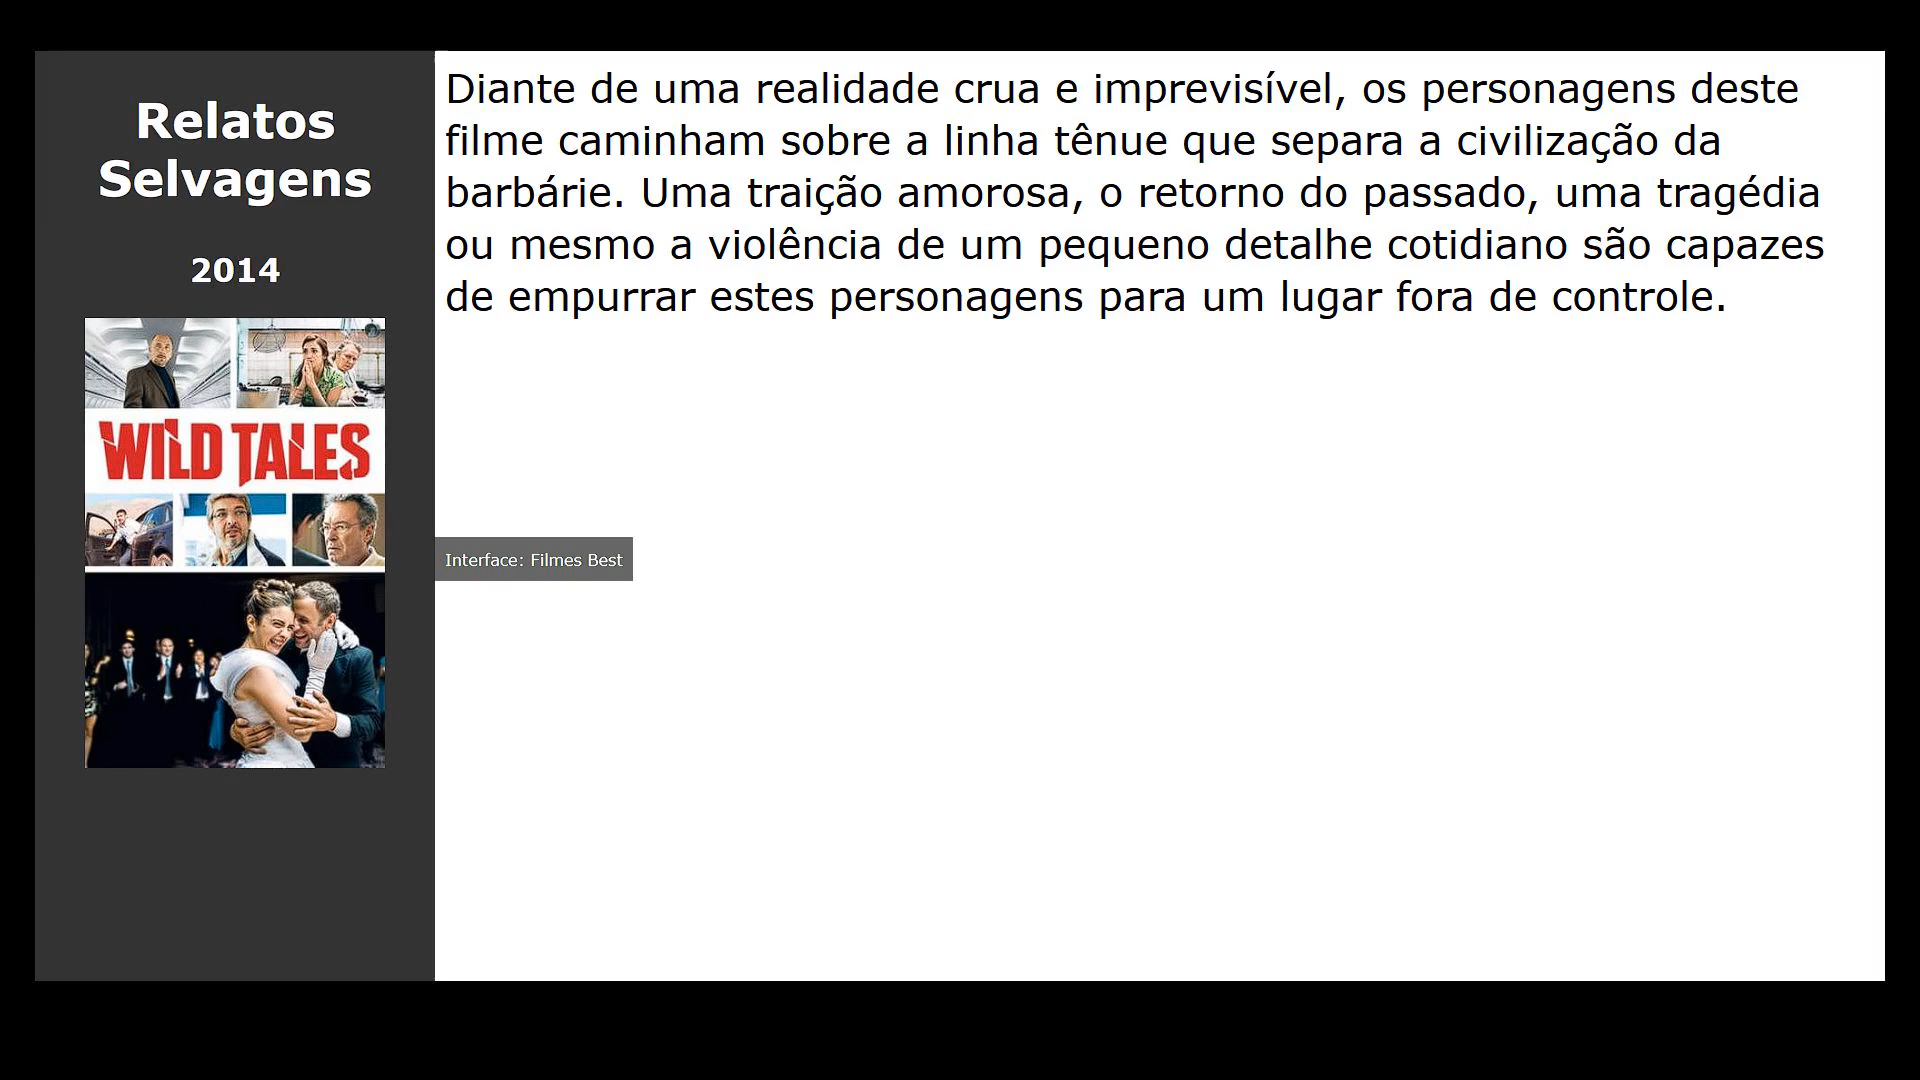 Relatos
Selvagens
2014
WILD TALES
Diante de uma realidade crua e imprevisível, os personagens deste
filme caminham sobre a linha tênue que separa a civilização da
barbárie. Uma traição amorosa, o retorno do passado, uma tragédia
ou mesmo a violência de um pequeno detalhe cotidiano são capazes
de empurrar estes personagens para um lugar fora de controle.
Interface: Filmes Best